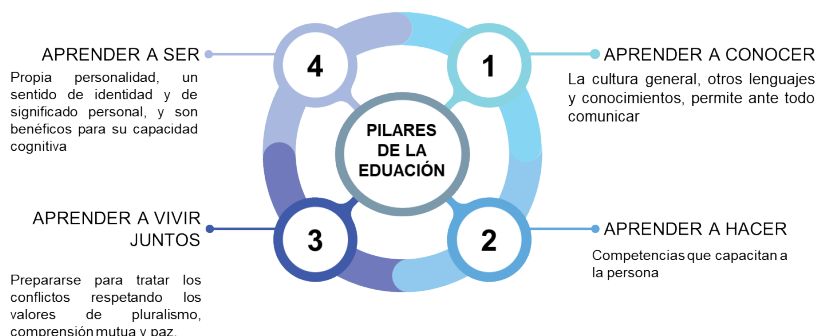 PILARES
DE LA
EDUACIÓN
1
APRENDER A CONOCER
La cultura general, otros lenguajes
y conocimientos, permite ante todo
comunicar
2
APRENDER A HACER
Competencias que capacitan a
la persona
3
APRENDER A VIVIR
JUNTOS
Prepararse para tratar los
conflictos respetando los
valores de pluralismo,
comprensión mutua y paz.
4
APRENDER A SER
Propia personalidad, un
sentido de identidad y de
significado personal, y son
benéficos para su capacidad
cognitiva